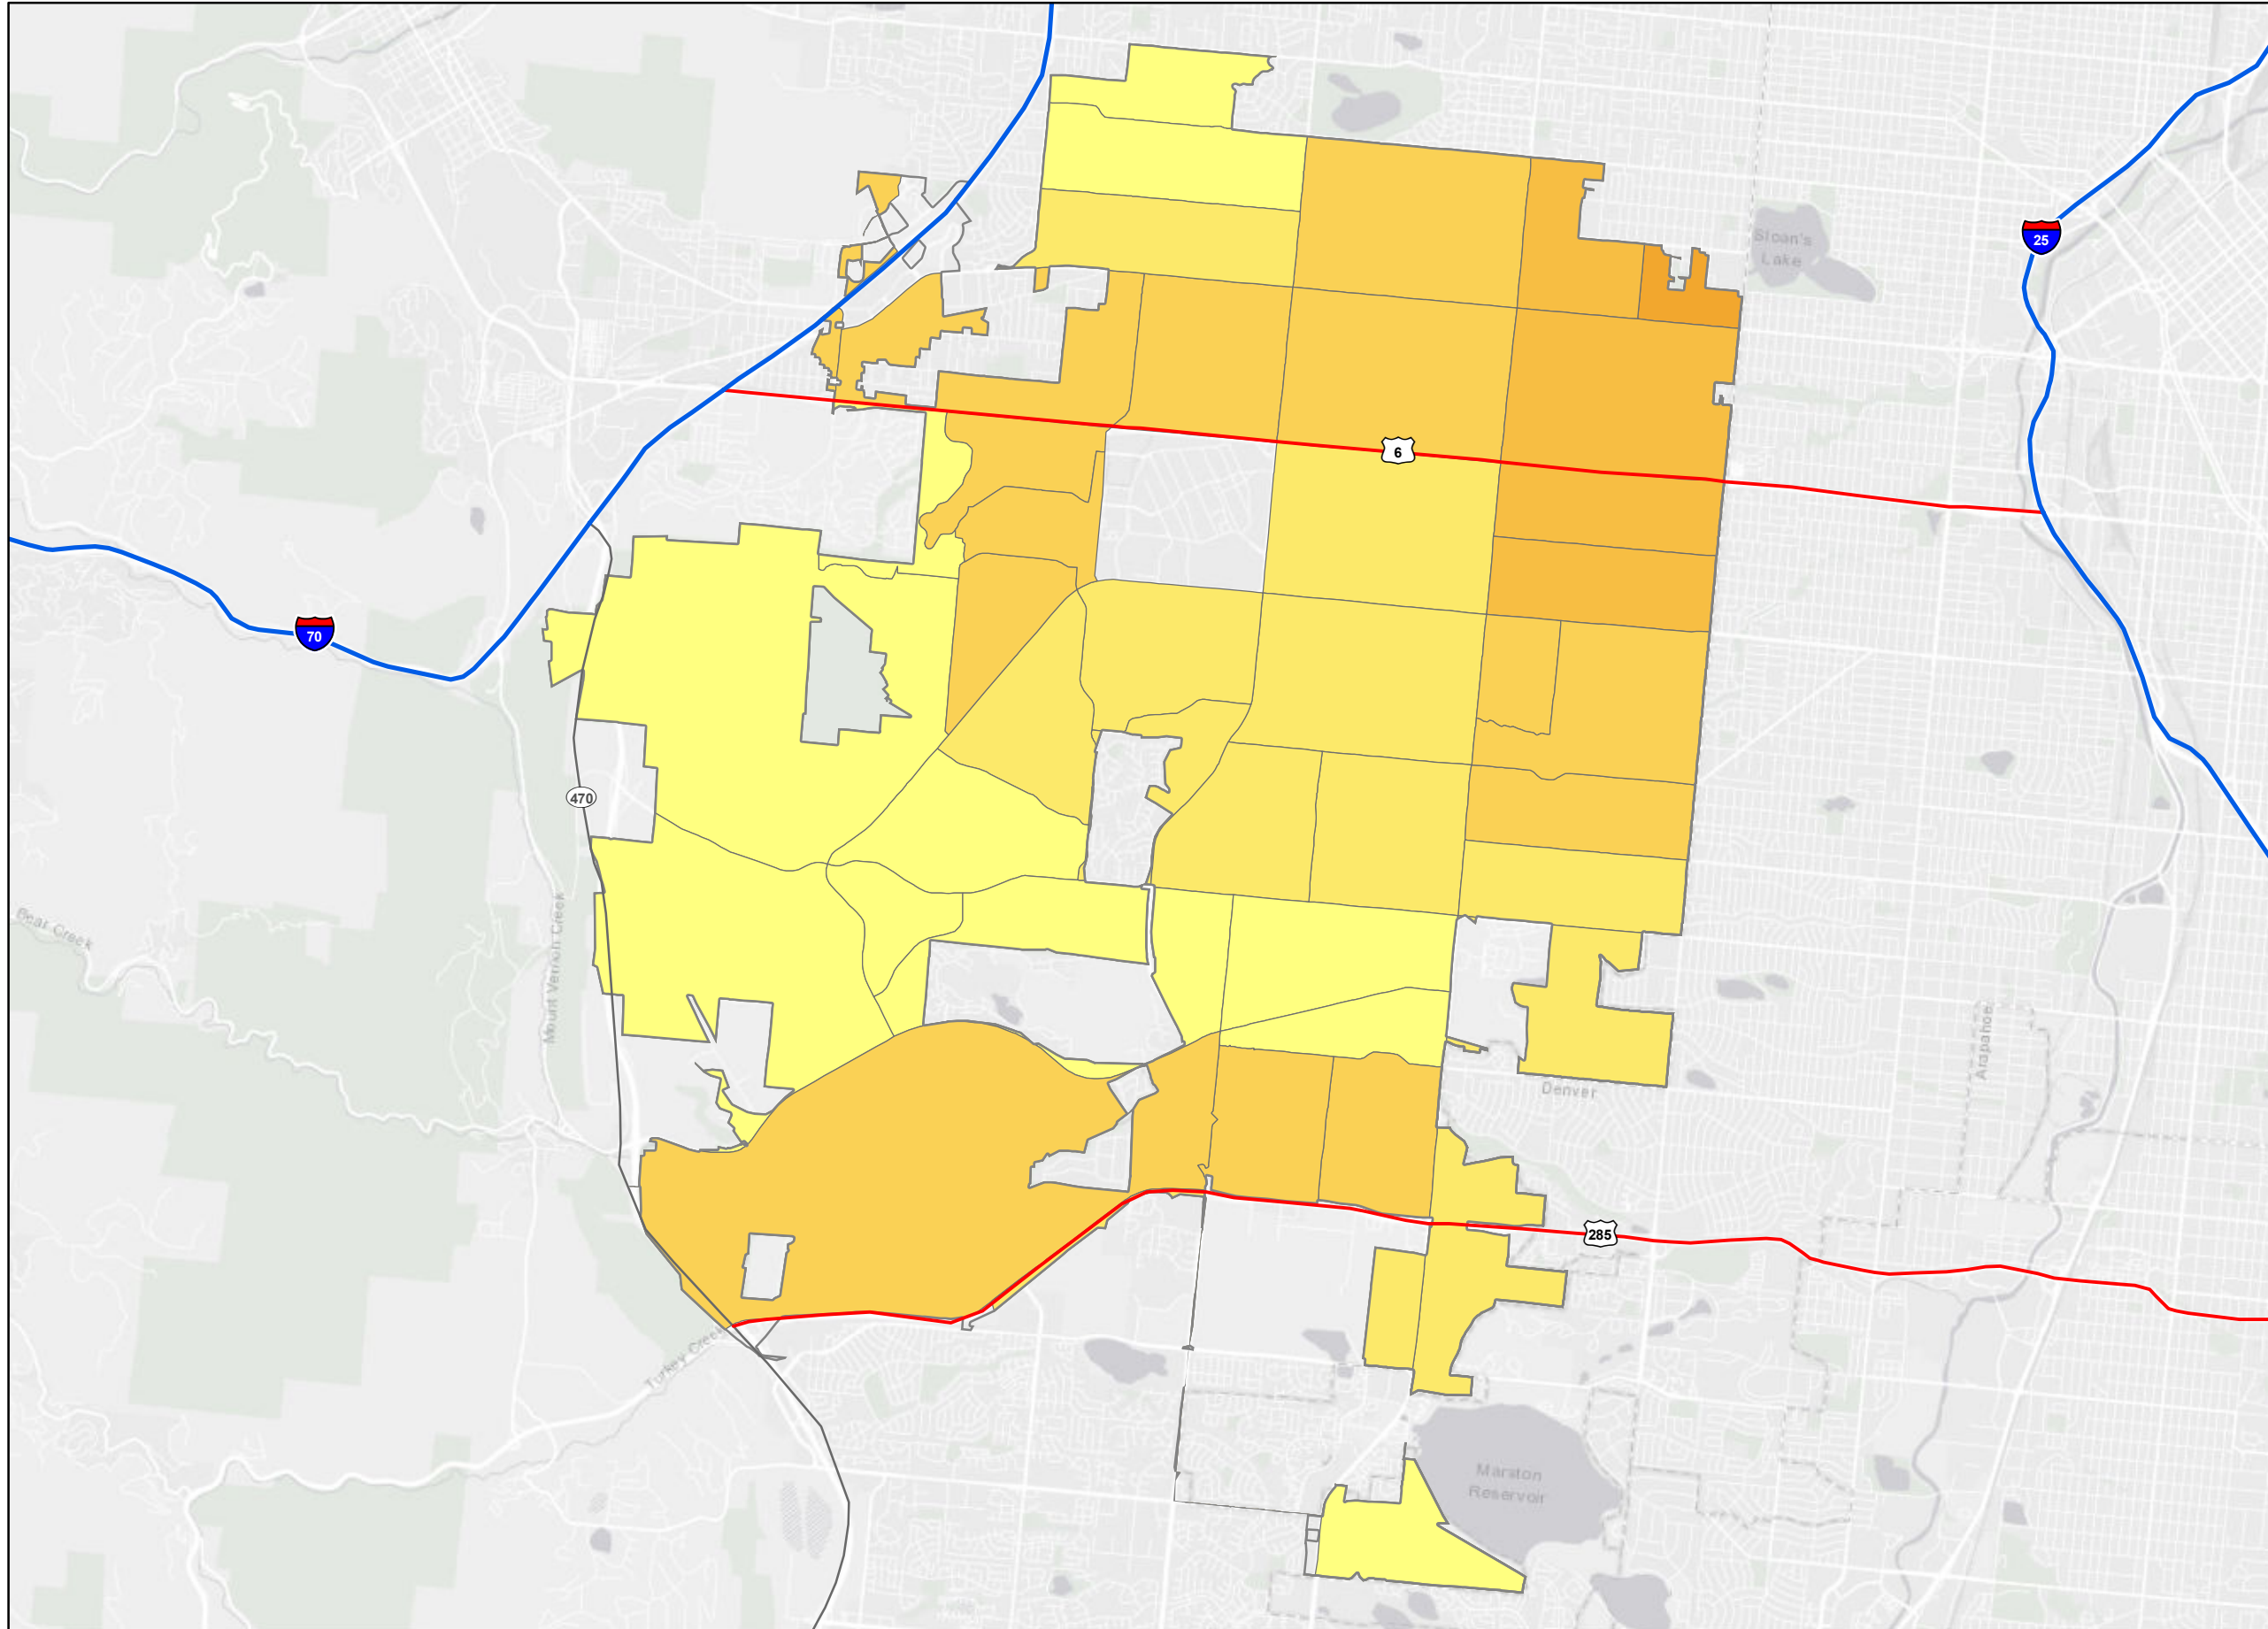 Sloan's
Lake
25
6
70
470
Bear Creek
Mount Vernon Creek
Arapahoe
Denver
285
Turkey Creek
Marston
Reservoir